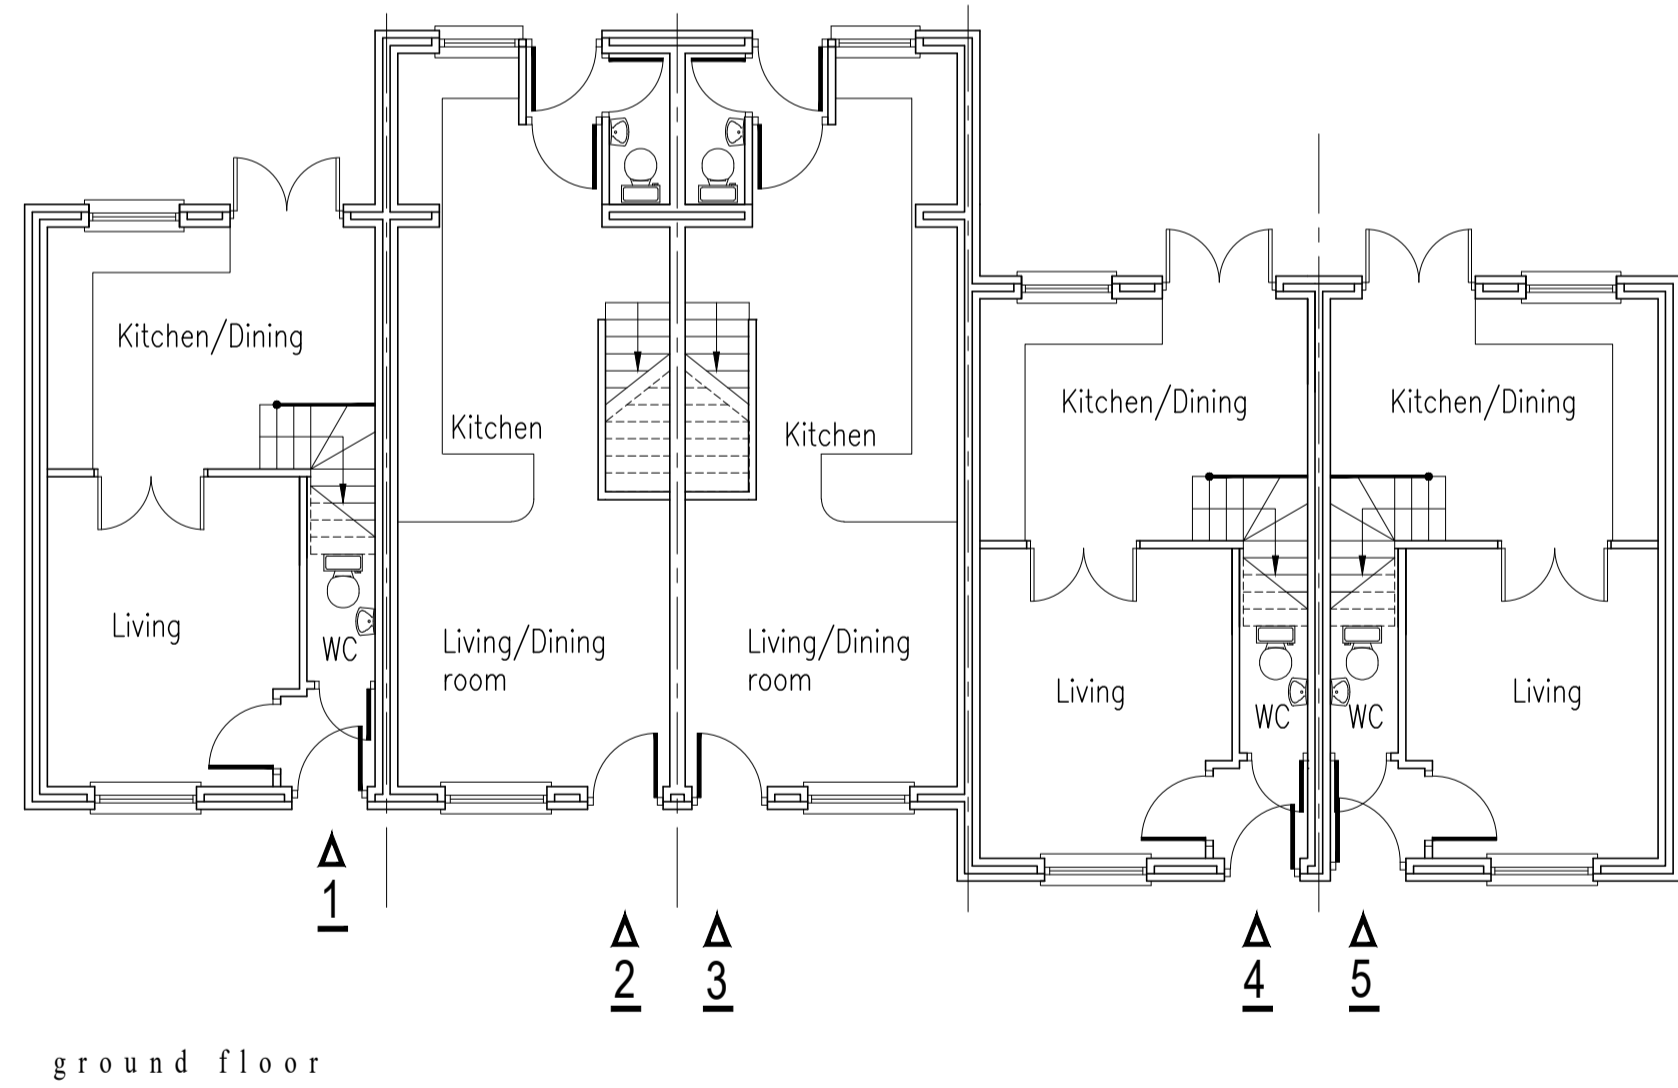 Kitchen/Dining
Living
WC
1
Kitchen
Living/Dining
room
2
Kitchen
Living/Dining
room
3
Kitchen/Dining
Living
WC
4
Kitchen/Dining
WC
Living
5
ground floor